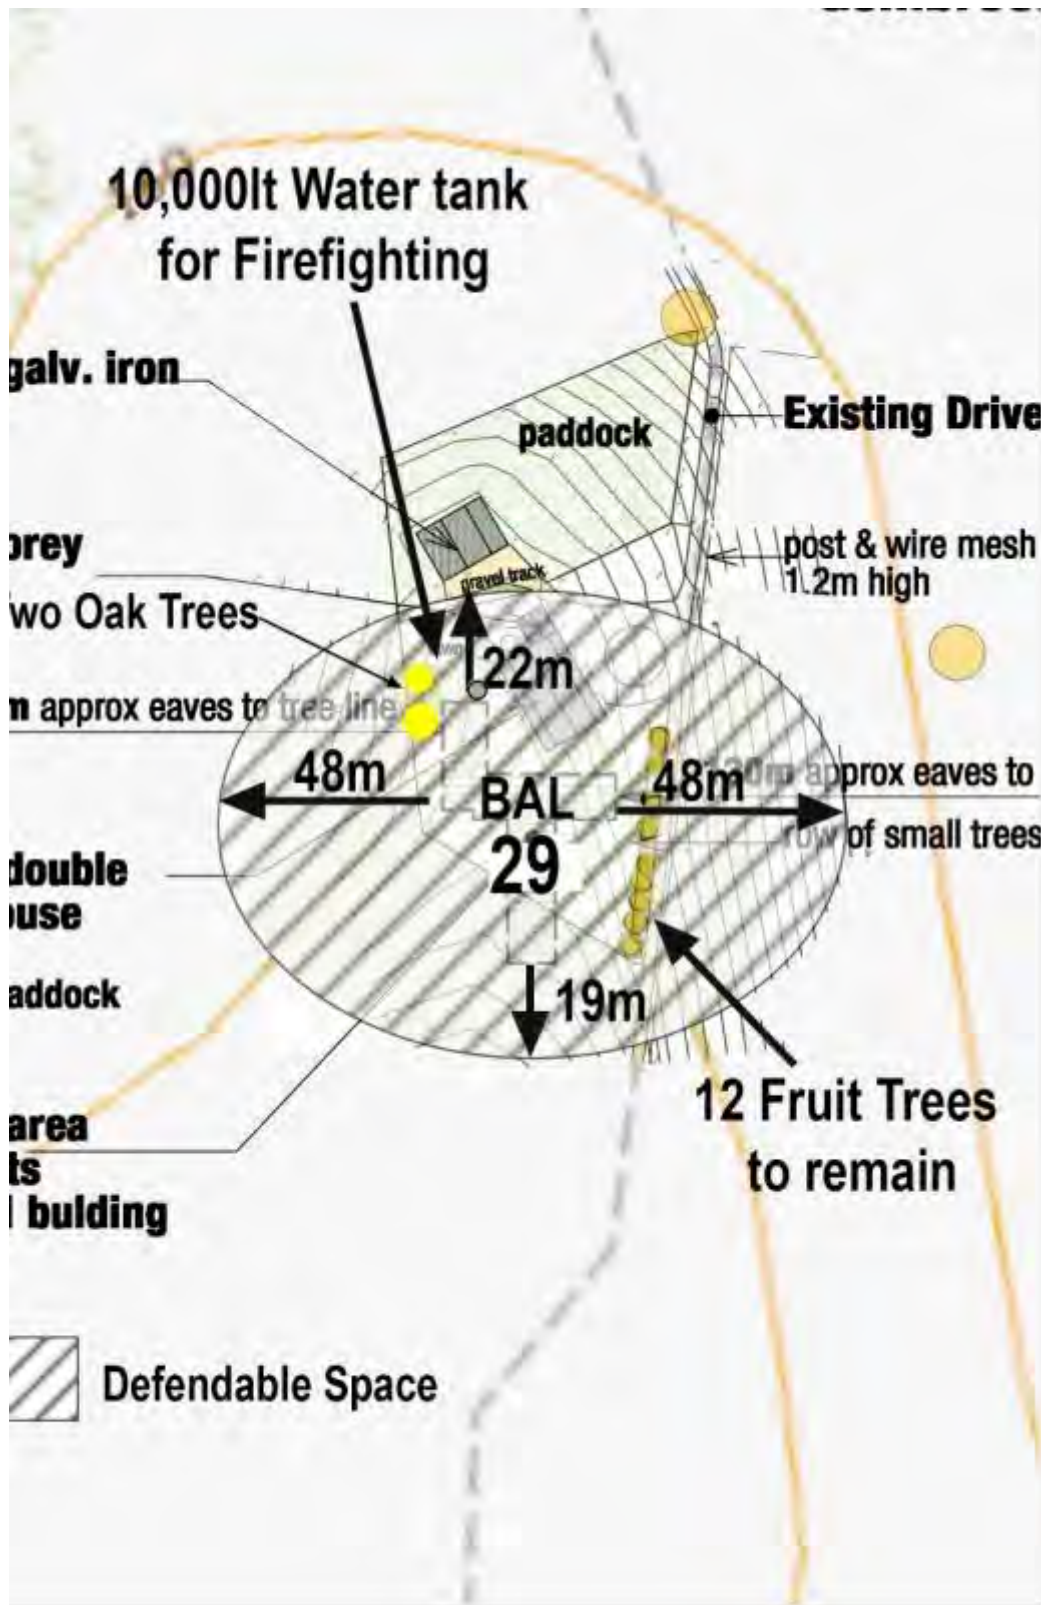 10,000lt Water tank
for Firefighting
galv. iron
paddock
Existing Drive
orey
post & wire mesh
1.2m high
gravel track
wo Oak Trees
22m
m approx eaves to tree line
48m
BAL
29
48m
130m approx eaves to
row of small trees
double
ouse
addock
19m
12 Fruit Trees
to remain
area
ts
bulding
Defendable Space